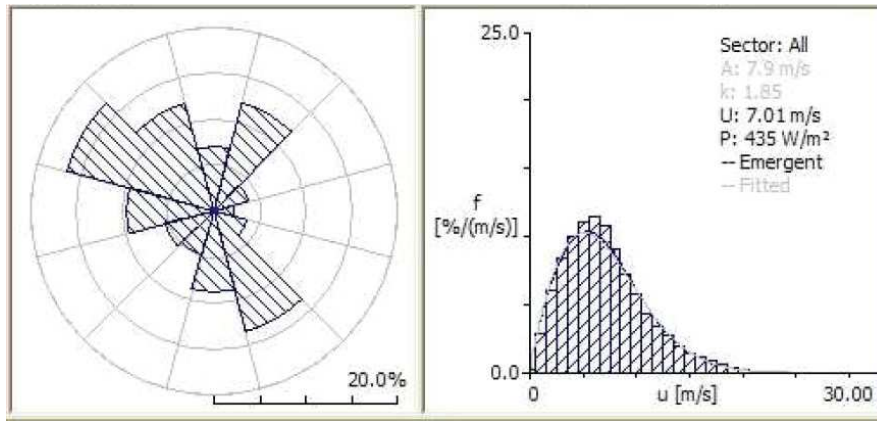 20.0%
25.0
Sector: All
A: 7.9 m/s
k: 1.85
U: 7.01 m/s
P: 435 W/m²
-- Emergent
-- Fitted
f
[%/(m/s)]
0.0
0
u [m/s]
30.00